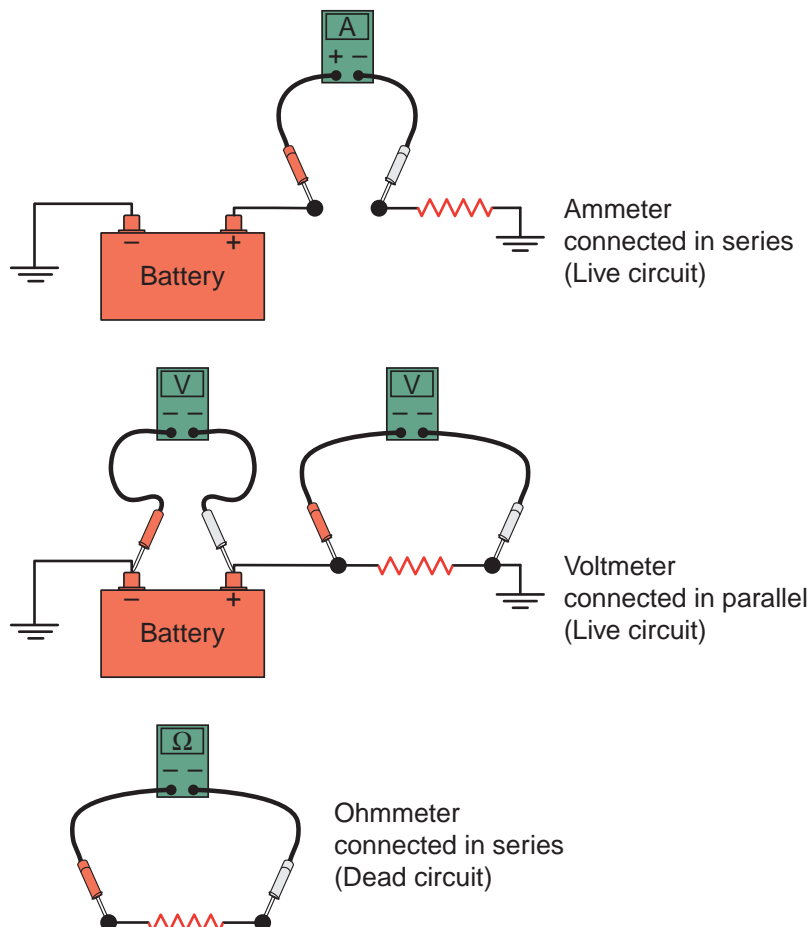 A
+ −
Ammeter
connected in series
(Live circuit)
− +
Battery
V
− −
V
− −
Voltmeter
connected in parallel
(Live circuit)
− +
Battery
Ω
− −
Ohmmeter
connected in series
(Dead circuit)